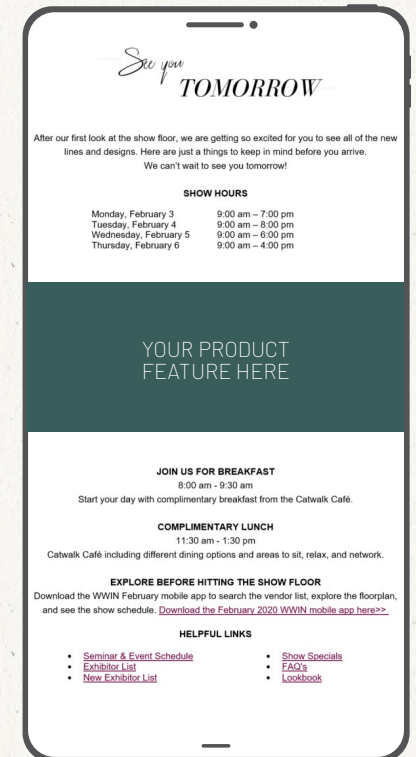 See you
TOMORROW
After our first look at the show floor, we are getting so excited for you to see all of the new
lines and designs. Here are just a things to keep in mind before you arrive.
We can't wait to see you tomorrow!
SHOW HOURS
Monday, February 3 9:00 am – 7:00 pm
Tuesday, February 4 9:00 am – 8:00 pm
Wednesday, February 5 9:00 am – 6:00 pm
Thursday, February 6 9:00 am – 4:00 pm
YOUR PRODUCT
FEATURE HERE
JOIN US FOR BREAKFAST
8:00 am - 9:30 am
Start your day with complimentary breakfast from the Catwalk Café.
COMPLIMENTARY LUNCH
11:30 am - 1:30 pm
Catwalk Café including different dining options and areas to sit, relax, and network.
EXPLORE BEFORE HITTING THE SHOW FLOOR
Download the WWIN February mobile app to search the vendor list, explore the floorplan,
and see the show schedule. Download the February 2020 WWIN mobile app here>>
HELPFUL LINKS
• Seminar & Event Schedule
• Exhibitor List
• New Exhibitor List
• Show Specials
• FAQ's
• Lookbook